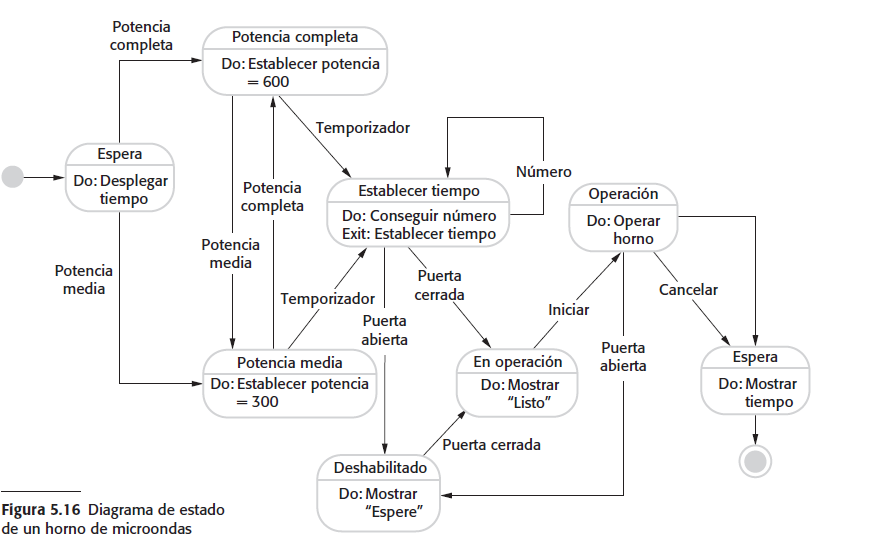 Potencia
completa
Potencia completa
Do: Establecer potencia
= 600
Temporizador
Espera
Do: Desplegar
tiempo
Potencia
completa
Establecer tiempo
Do: Conseguir número
Exit: Establecer tiempo
Número
Operación
Do: Operar
horno
Potencia
media
Potencia
media
Temporizador
Puerta
cerrada
Puerta
abierta
Iniciar
Cancelar
Puerta
abierta
Potencia media
Do: Establecer potencia
= 300
En operación
Do: Mostrar
“Listo”
Espera
Do: Mostrar
tiempo
Puerta cerrada
Deshabilitado
Do: Mostrar
“Espere”
Figura 5.16 Diagrama de estado
de un horno de microondas